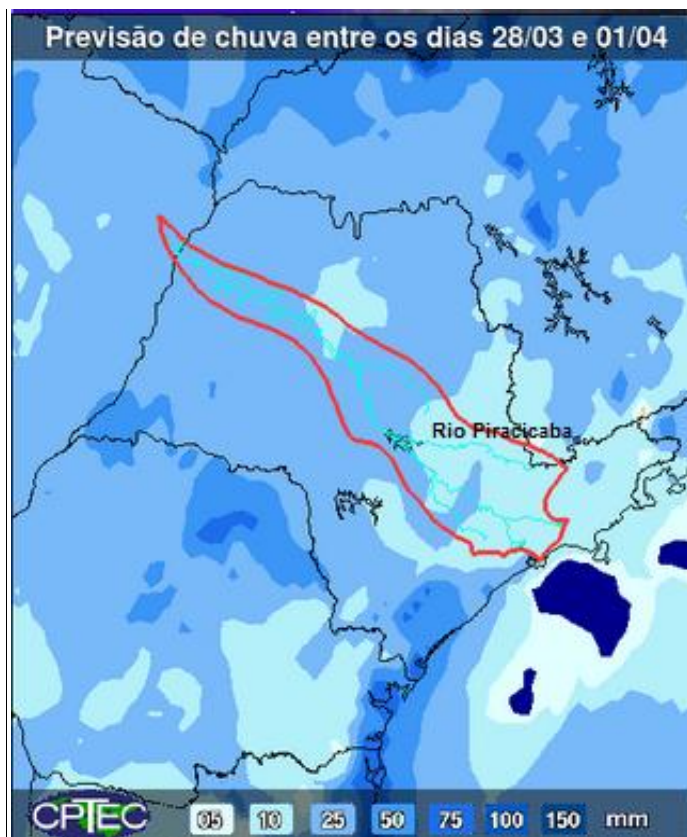 Previsão de chuva entre os dias 28/03 e 01/04
Rio Piracicaba
CPTEC 05 10 25 50 75 100 150 mm